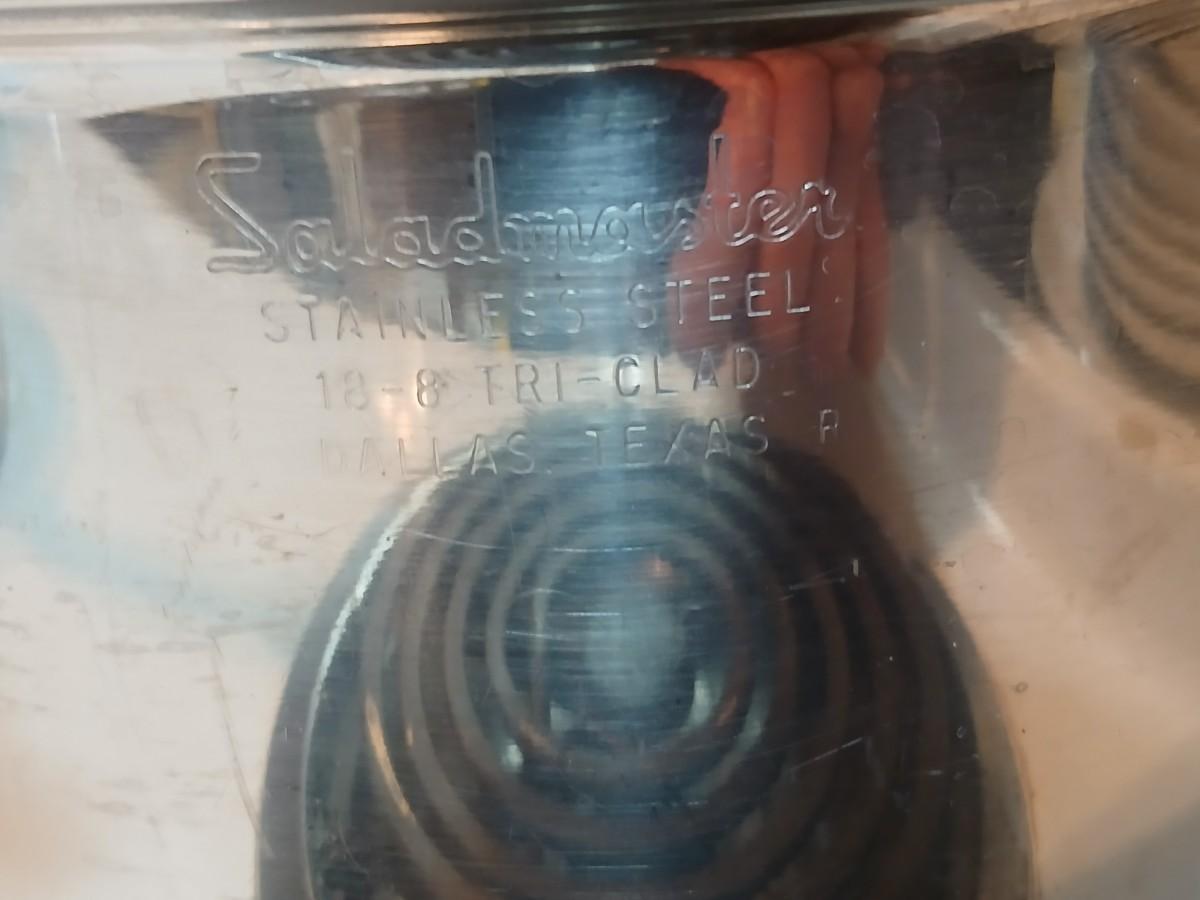 Saladmaster
STAINLESS STEEL
18-8 TRI-CLAD
DALLAS, TEXAS R